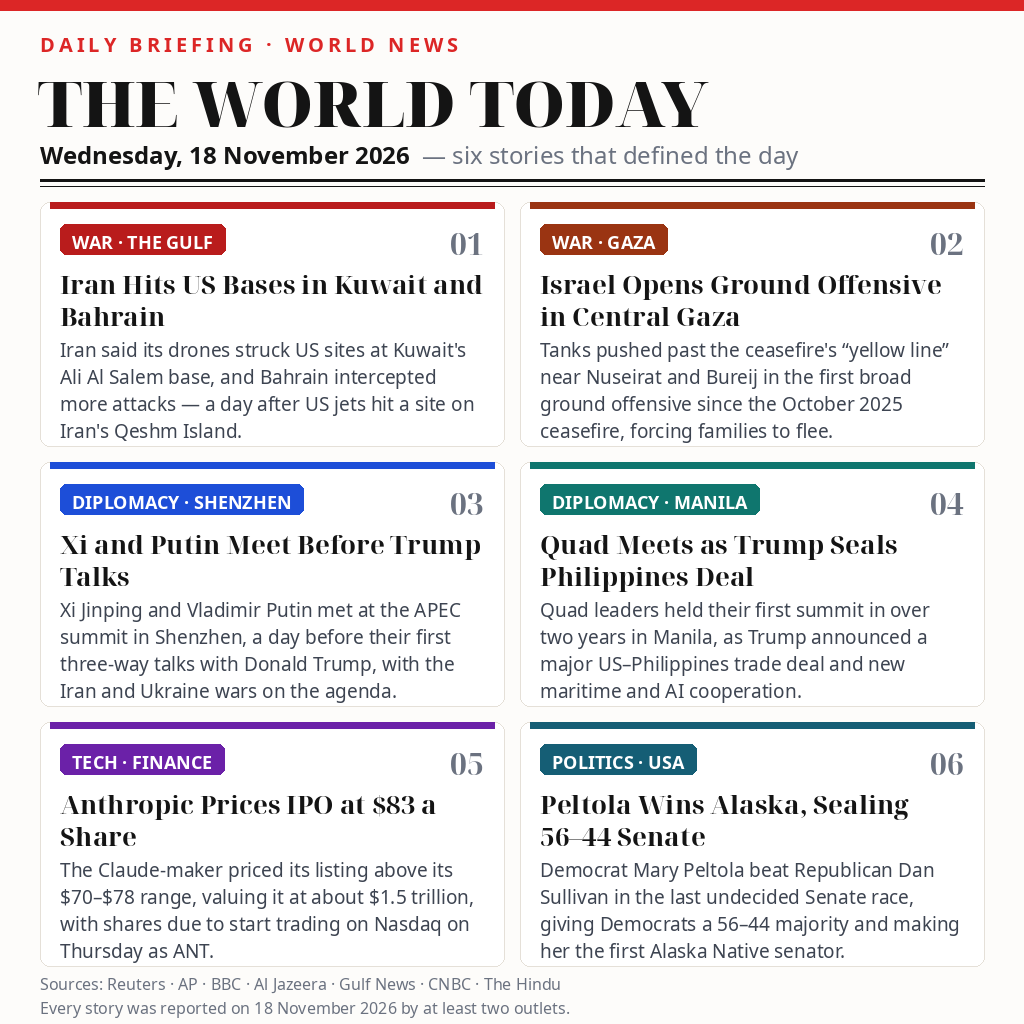 DAILY BRIEFING · WORLD NEWS
THE WORLD TODAY
Wednesday, 18 November 2026 — six stories that defined the day
WAR · THE GULF
01
Iran Hits US Bases in Kuwait and
Bahrain
Iran said its drones struck US sites at Kuwait's
Ali Al Salem base, and Bahrain intercepted
more attacks — a day after US jets hit a site on
Iran's Qeshm Island.
WAR · GAZA
02
Israel Opens Ground Offensive
in Central Gaza
Tanks pushed past the ceasefire's “yellow line”
near Nuseirat and Bureij in the first broad
ground offensive since the October 2025
ceasefire, forcing families to flee.
DIPLOMACY · SHENZHEN
03
Xi and Putin Meet Before Trump
Talks
Xi Jinping and Vladimir Putin met at the APEC
summit in Shenzhen, a day before their first
three-way talks with Donald Trump, with the
Iran and Ukraine wars on the agenda.
DIPLOMACY · MANILA
04
Quad Meets as Trump Seals
Philippines Deal
Quad leaders held their first summit in over
two years in Manila, as Trump announced a
major US–Philippines trade deal and new
maritime and AI cooperation.
TECH · FINANCE
05
Anthropic Prices IPO at $83 a
Share
The Claude-maker priced its listing above its
$70–$78 range, valuing it at about $1.5 trillion,
with shares due to start trading on Nasdaq on
Thursday as ANT.
POLITICS · USA
06
Peltola Wins Alaska, Sealing
56–44 Senate
Democrat Mary Peltola beat Republican Dan
Sullivan in the last undecided Senate race,
giving Democrats a 56–44 majority and making
her the first Alaska Native senator.
Sources: Reuters · AP · BBC · Al Jazeera · Gulf News · CNBC · The Hindu
Every story was reported on 18 November 2026 by at least two outlets.